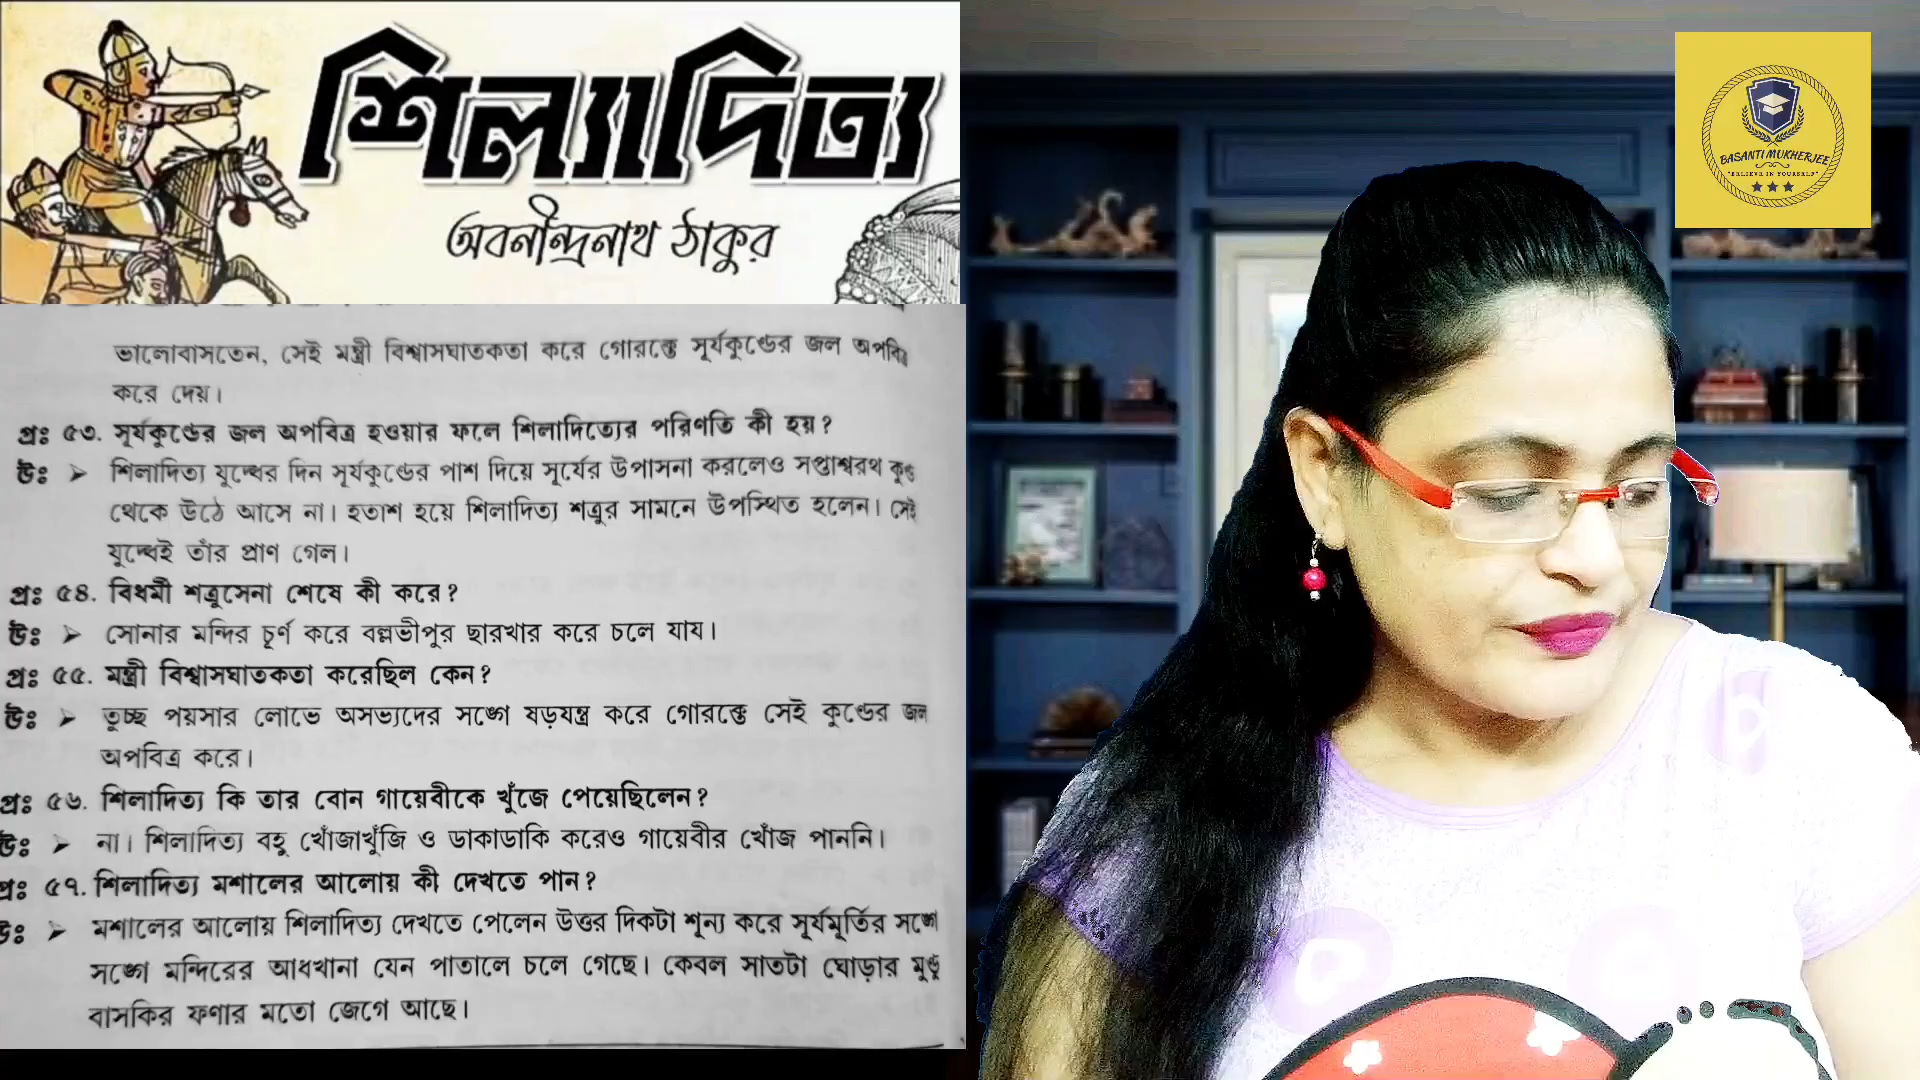 শিল্যাদিত্য
অবনীন্দ্রনাথ ঠাকুর
BASANTI MUKHERJEE
"BELIEVE IN YOURSELF"
ভালোবাসতেন, সেই মন্ত্রী বিশ্বাসঘাতকতা করে গোরক্তে সূর্যকুণ্ডের জল অপবিত্র
করে দেয়।
প্রঃ ৫৩. সূর্যকুণ্ডের জল অপবিত্র হওয়ার ফলে শিলাদিত্যের পরিণতি কী হয়?
উঃ ➤ শিলাদিত্য যুদ্ধের দিন সূর্যকুণ্ডের পাশ দিয়ে সূর্যের উপাসনা করলেও সপ্তাশ্বরথ কুণ্ড
থেকে উঠে আসে না। হতাশ হয়ে শিলাদিত্য শত্রুর সামনে উপস্থিত হলেন। সেই
যুদ্ধেই তাঁর প্রাণ গেল।
প্রঃ ৫৪. বিধর্মী শত্রুসেনা শেষে কী করে?
উঃ ➤ সোনার মন্দির চূর্ণ করে বল্লভীপুর ছারখার করে চলে যায।
প্রঃ ৫৫. মন্ত্রী বিশ্বাসঘাতকতা করেছিল কেন?
উঃ ➤ তুচ্ছ পয়সার লোভে অসভ্যদের সঙ্গে ষড়যন্ত্র করে গোরক্তে সেই কুণ্ডের জল
অপবিত্র করে।
প্রঃ ৫৬. শিলাদিত্য কি তার বোন গায়েবীকে খুঁজে পেয়েছিলেন?
উঃ ➤ না। শিলাদিত্য বহু খোঁজাখুঁজি ও ডাকাডাকি করেও গায়েবীর খোঁজ পাননি।
প্রঃ ৫৭. শিলাদিত্য মশালের আলোয় কী দেখতে পান?
উঃ ➤ মশালের আলোয় শিলাদিত্য দেখতে পেলেন উত্তর দিকটা শূন্য করে সূর্যমূর্তির সঙ্গে
সঙ্গে মন্দিরের আধখানা যেন পাতালে চলে গেছে। কেবল সাতটা ঘোড়ার মুণ্ডু
বাসকির ফণার মতো জেগে আছে।